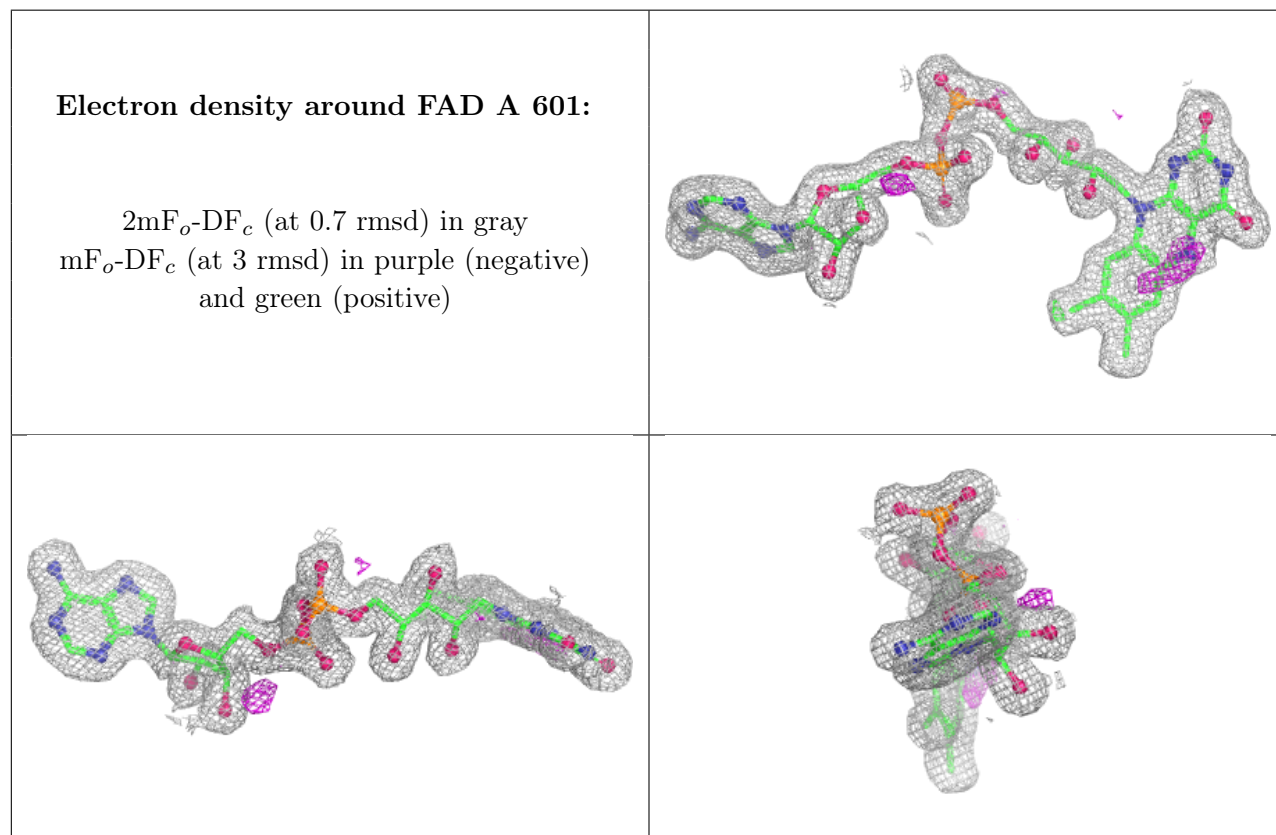 Electron density around FAD A 601:
2mFo-DFc (at 0.7 rmsd) in gray
mFo-DFc (at 3 rmsd) in purple (negative)
and green (positive)